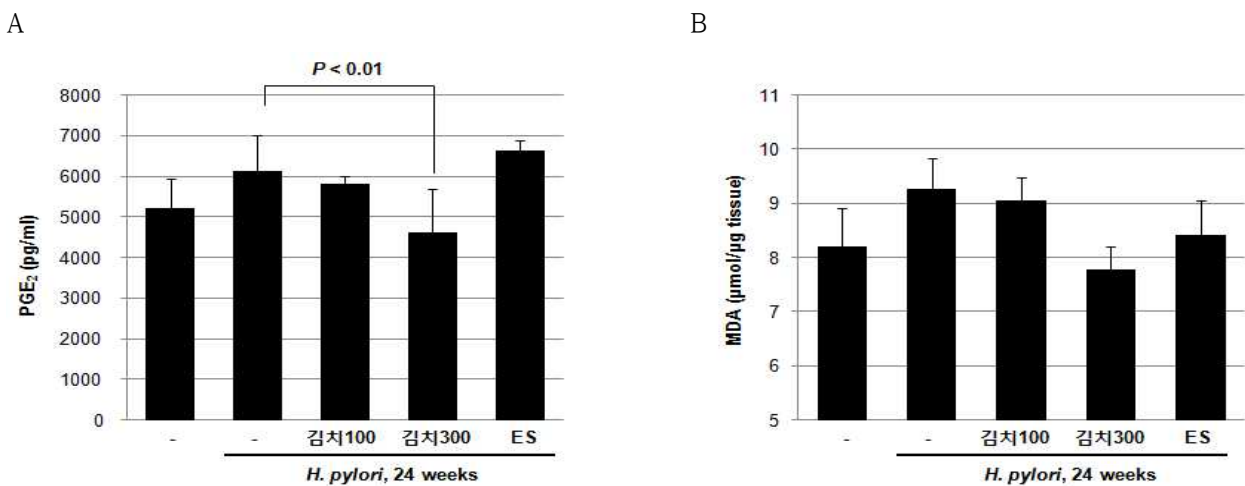 A
B
P < 0.01
PGE₂ (pg/ml)
8000
7000
6000
5000
4000
3000
2000
1000
0
- - 김치100 김치300 ES
H. pylori, 24 weeks
MDA (µmol/µg tissue)
11
10
9
8
7
6
5
- - 김치100 김치300 ES
H. pylori, 24 weeks